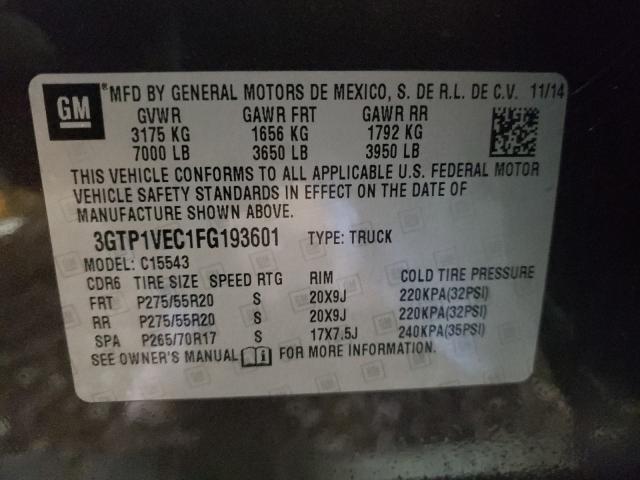 GM ®MFD BY GENERAL MOTORS DE MEXICO, S. DE R.L. DE C.V. 11/14
GVWR GAWR FRT GAWR RR
3175 KG 1656 KG 1792 KG
7000 LB 3650 LB 3950 LB
THIS VEHICLE CONFORMS TO ALL APPLICABLE U.S. FEDERAL MOTOR
VEHICLE SAFETY STANDARDS IN EFFECT ON THE DATE OF
MANUFACTURE SHOWN ABOVE.
3GTP1VEC1FG193601 TYPE: TRUCK
MODEL: C15543
CDR6 TIRE SIZE SPEED RTG RIM COLD TIRE PRESSURE
FRT P275/55R20 S 20X9J 220KPA(32PSI)
RR P275/55R20 S 20X9J 220KPA(32PSI)
SPA P265/70R17 S 17X7.5J 240KPA(35PSI)
SEE OWNER'S MANUAL FOR MORE INFORMATION.